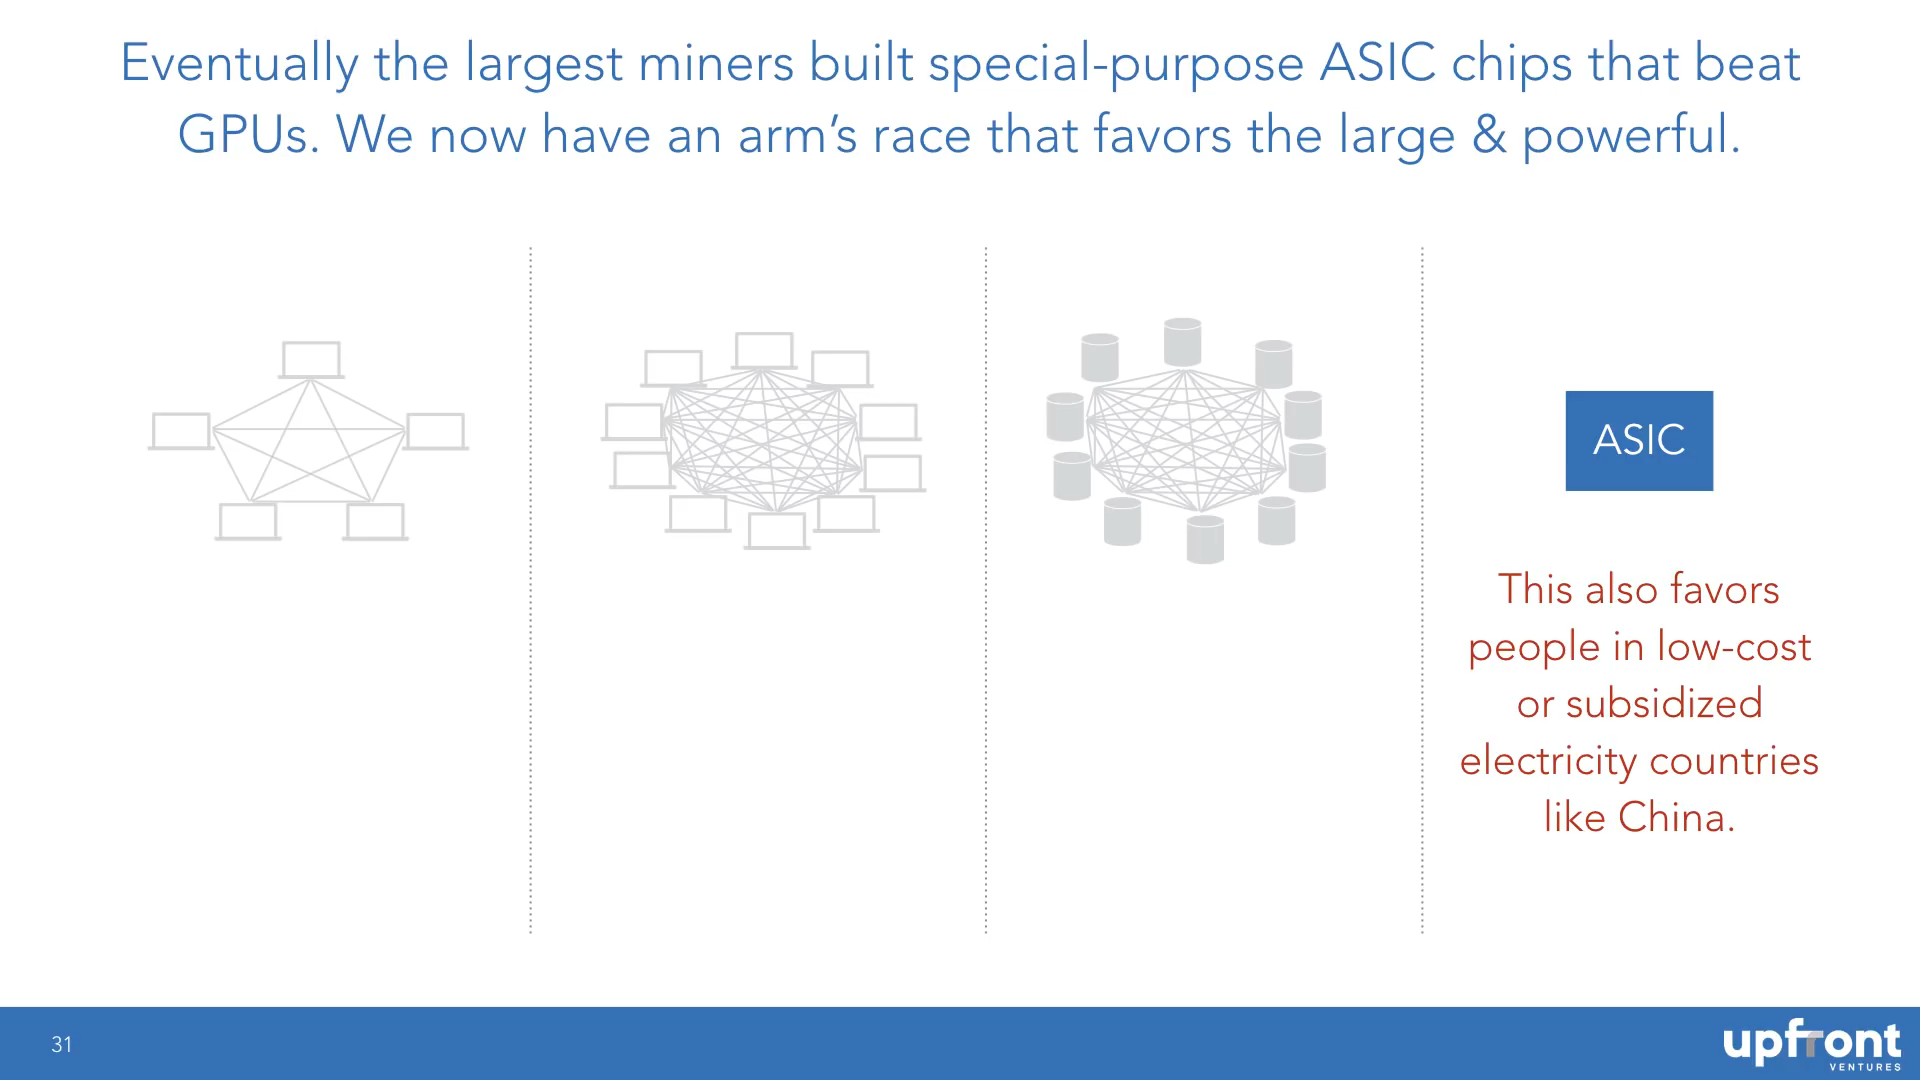 Eventually the largest miners built special-purpose ASIC chips that beat
GPUs. We now have an arm’s race that favors the large & powerful.
ASIC
This also favors
people in low-cost
or subsidized
electricity countries
like China.
31
upfront
VENTURES